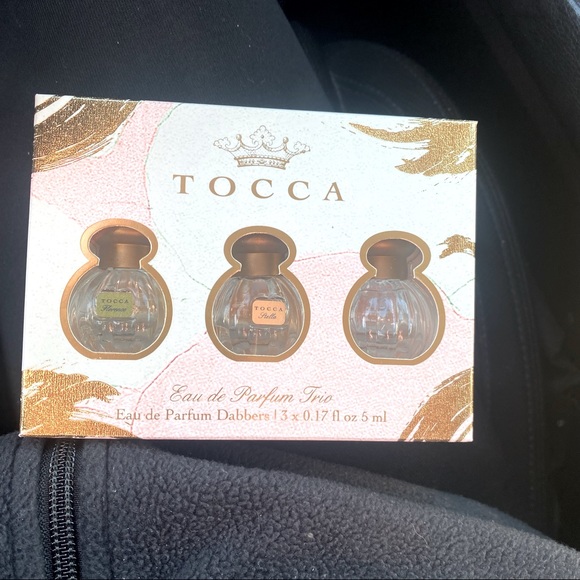 TOCCA
TOCCA
Florence
TOCCA
Stella
Eau de Parfum Trio
Eau de Parfum Dabbers | 3 x 0.17 fl oz 5 ml